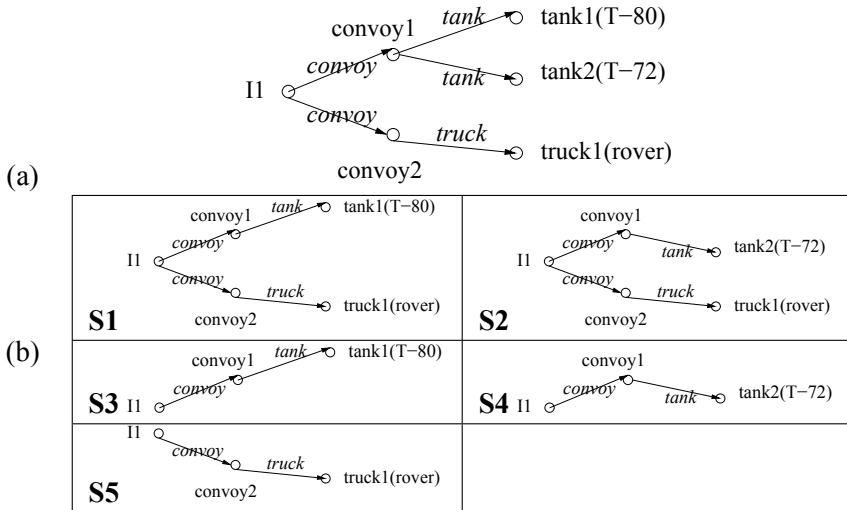 tank
tank1(T−80)
convoy1
convoy
tank
tank2(T−72)
I1
convoy
truck
truck1(rover)
convoy2
(a)
convoy1
tank
tank1(T−80)
convoy
I1
convoy
truck
truck1(rover)
convoy2
S1
convoy1
convoy
tank
tank2(T−72)
I1
convoy
truck
truck1(rover)
convoy2
S2
(b)
convoy1
tank
tank1(T−80)
convoy
S3
I1
convoy1
convoy
tank
tank2(T−72)
S4
I1
I1
convoy
truck
truck1(rover)
convoy2
S5